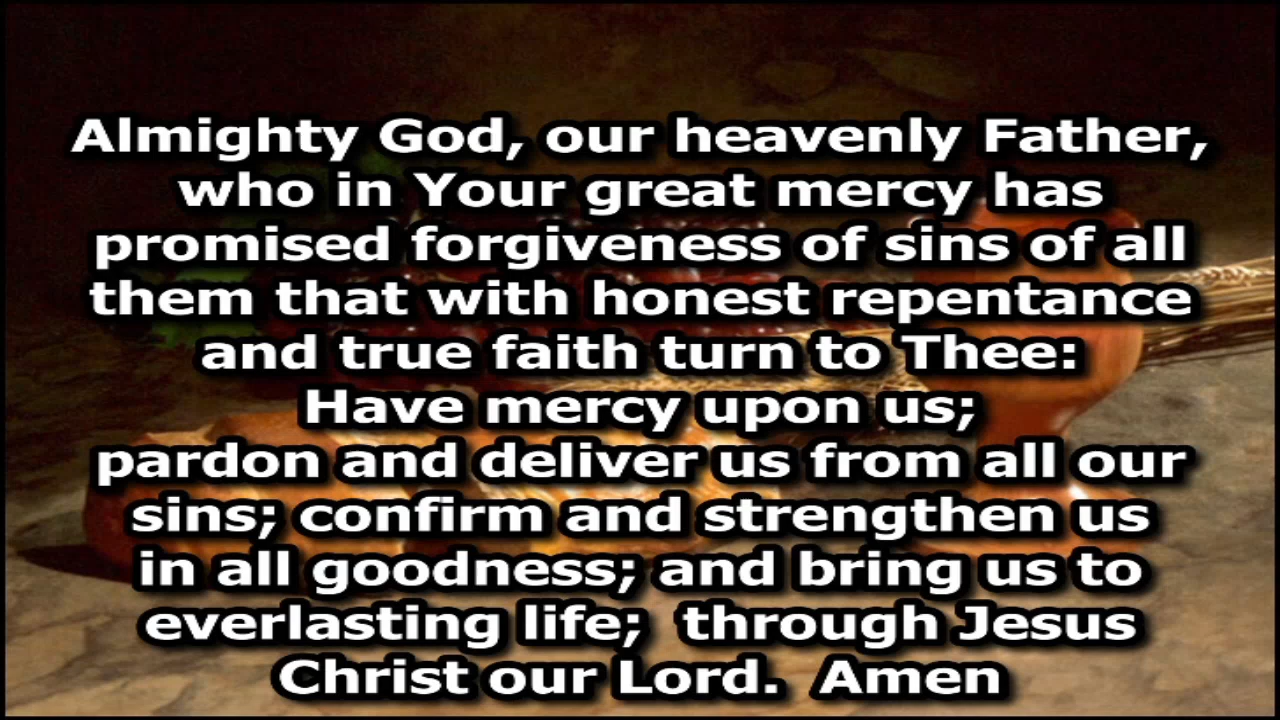 Almighty God, our heavenly Father,
who in Your great mercy has
promised forgiveness of sins of all
them that with honest repentance
and true faith turn to Thee:
Have mercy upon us;
pardon and deliver us from all our
sins; confirm and strengthen us
in all goodness; and bring us to
everlasting life;  through Jesus
Christ our Lord.  Amen